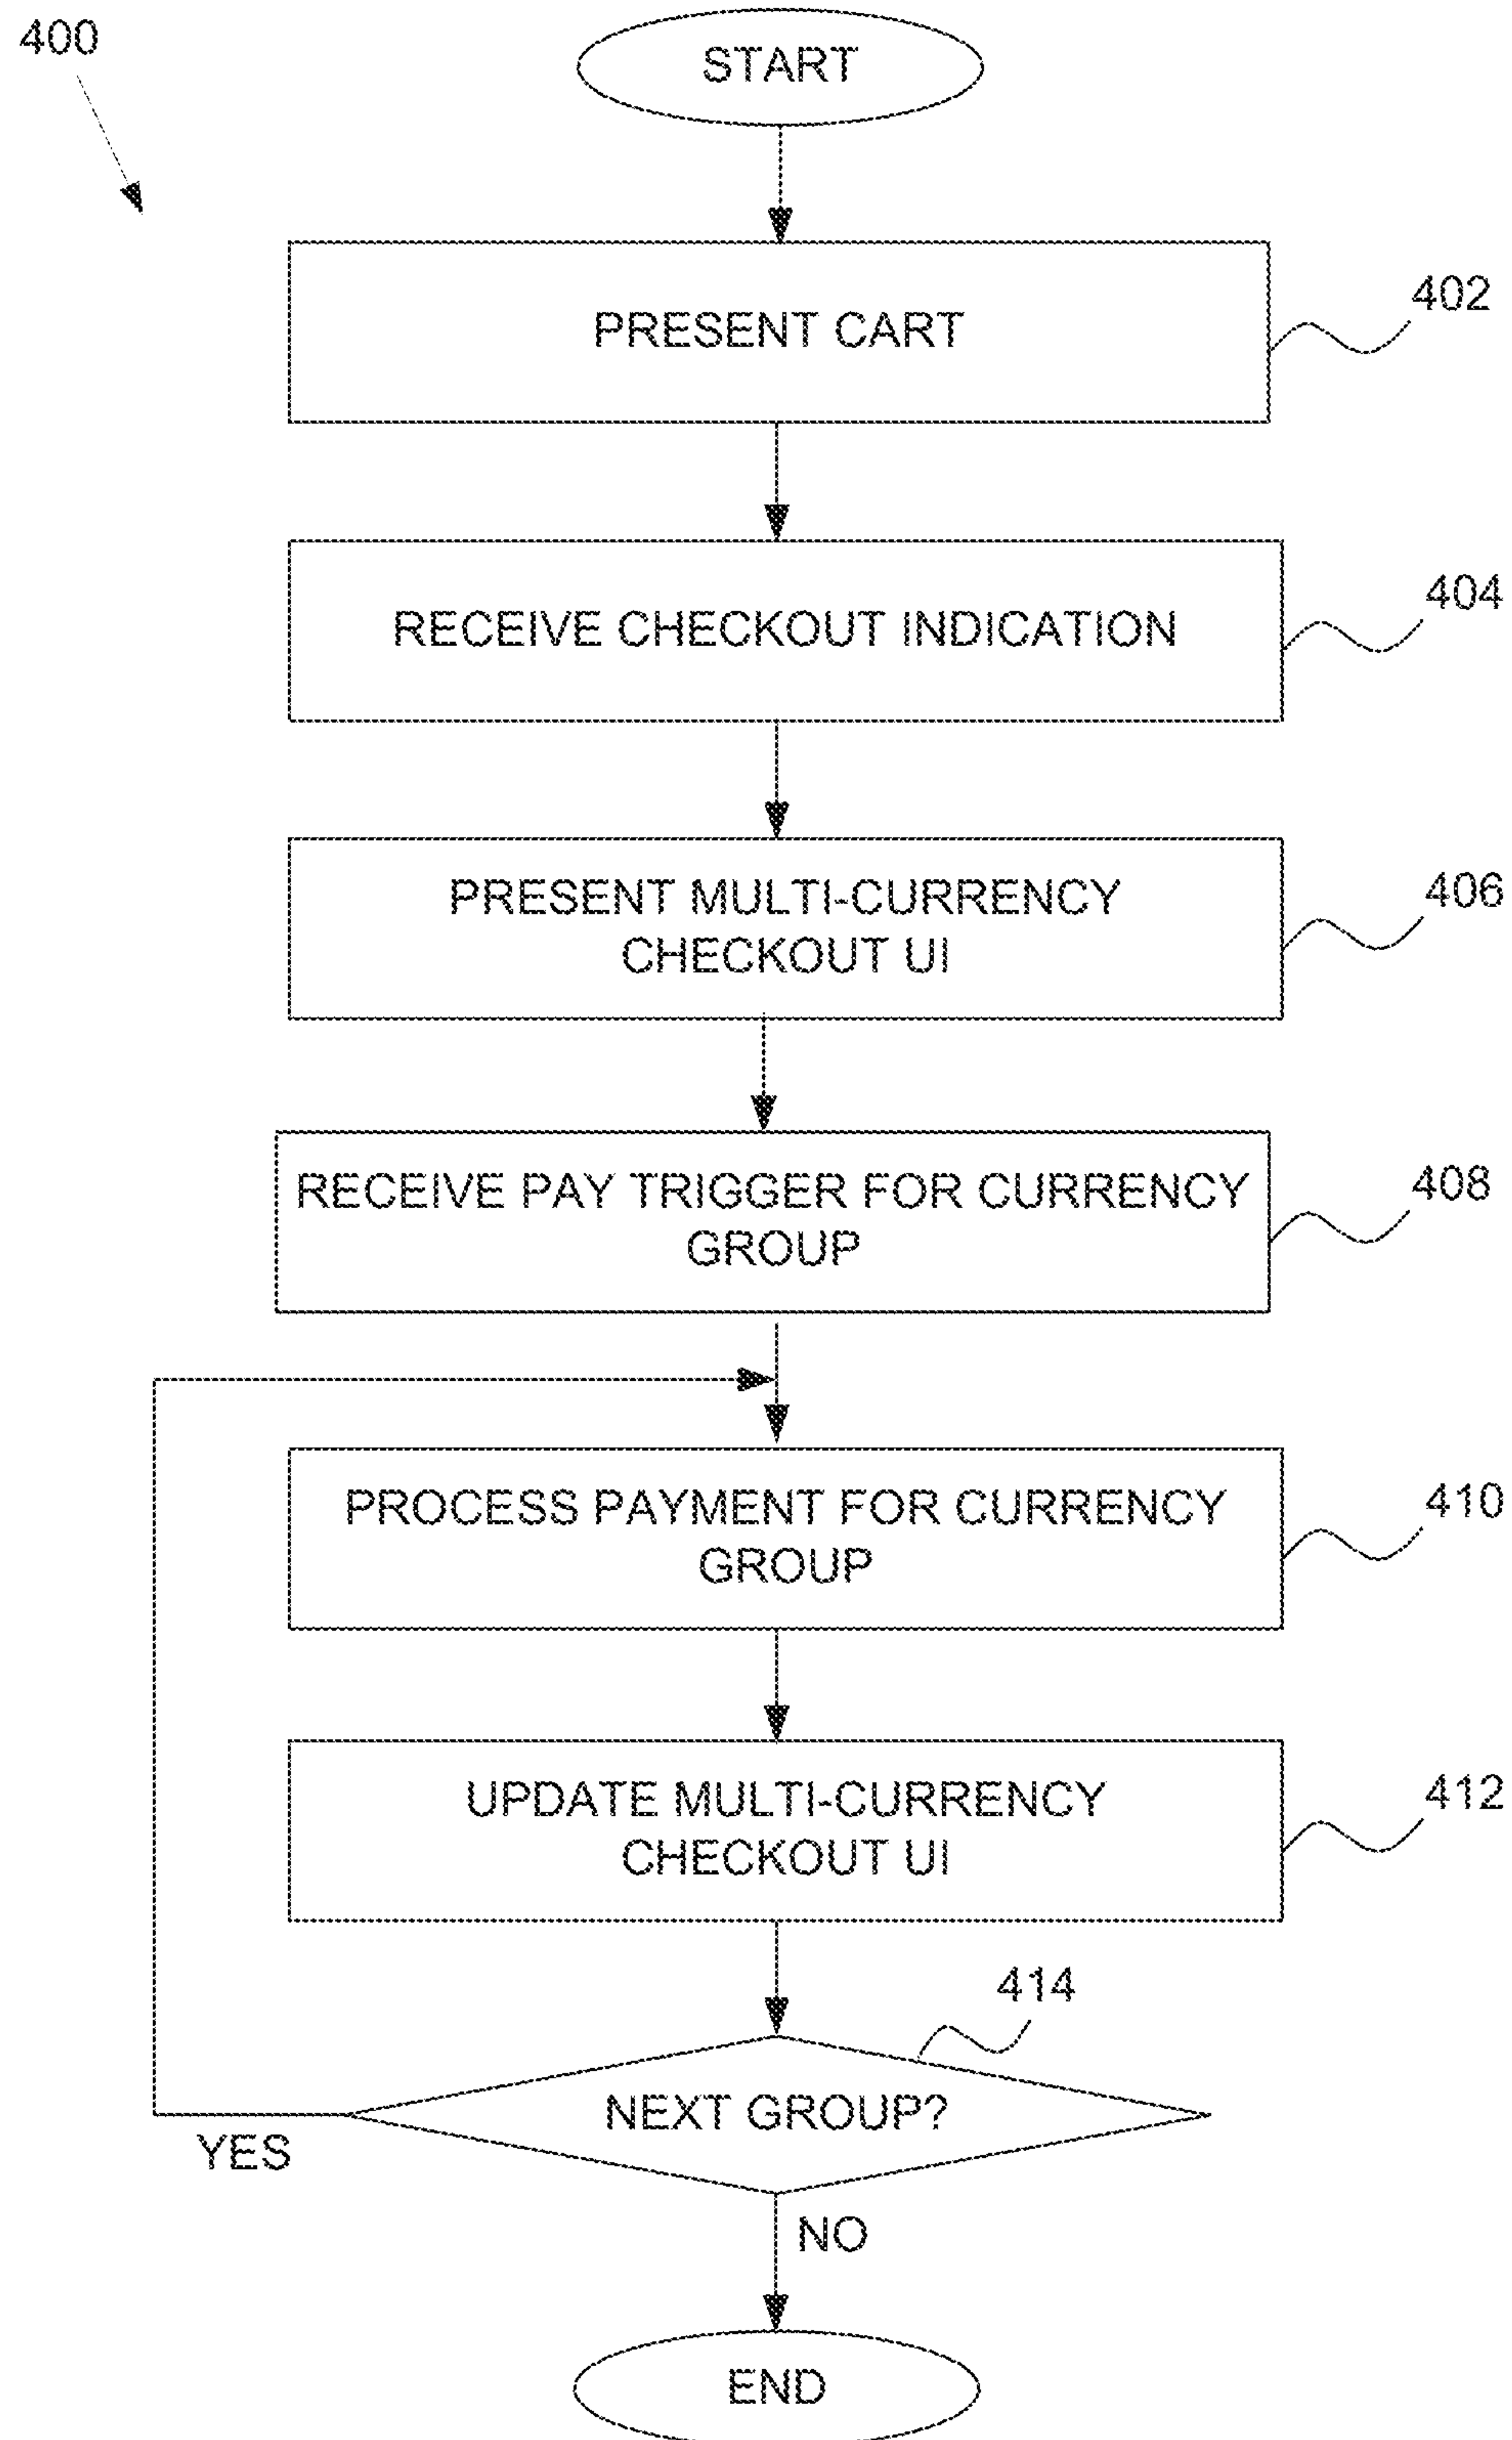 400
START
PRESENT CART
402
RECEIVE CHECKOUT INDICATION
404
PRESENT MULTI-CURRENCY
CHECKOUT UI
406
RECEIVE PAY TRIGGER FOR CURRENCY
GROUP
408
PROCESS PAYMENT FOR CURRENCY
GROUP
410
UPDATE MULTI-CURRENCY
CHECKOUT UI
412
414
NEXT GROUP?
YES
NO
END